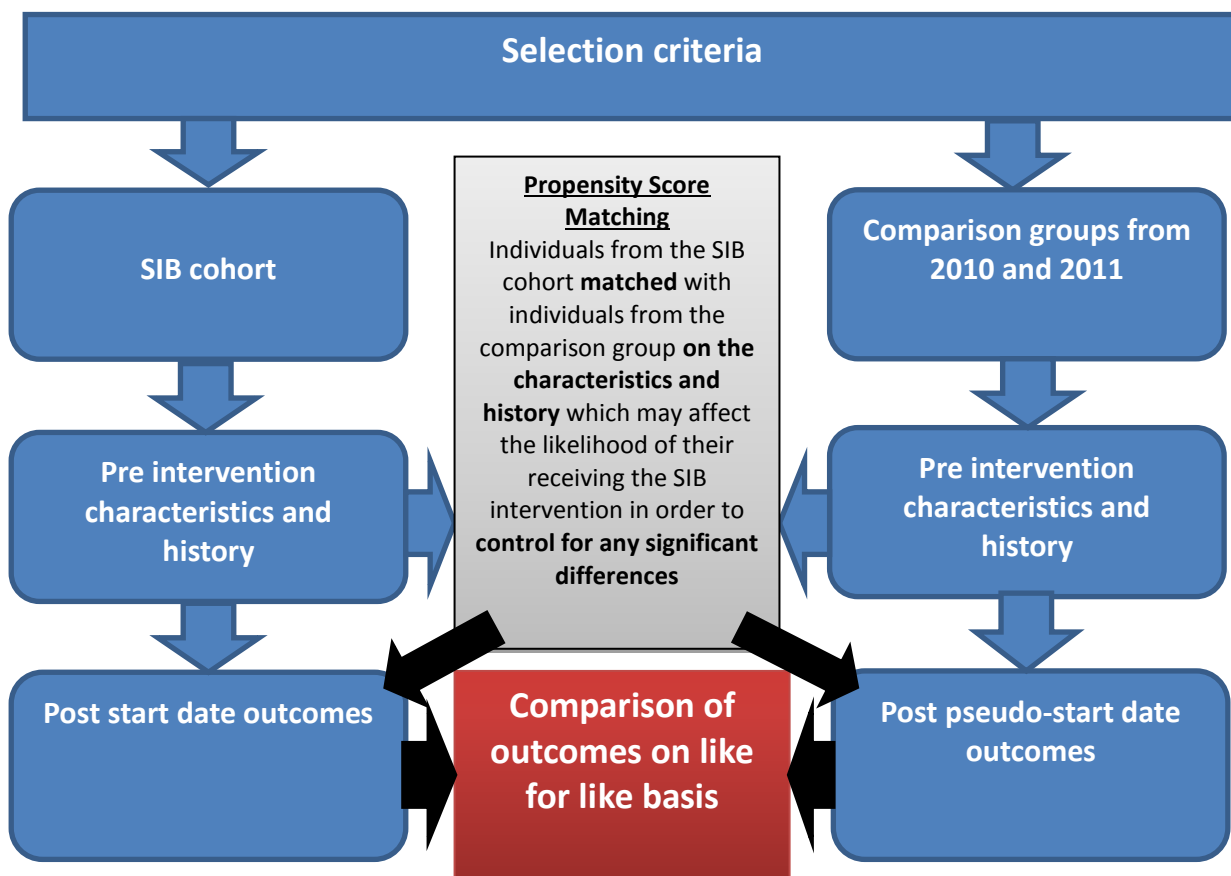 Selection criteria
SIB cohort
Propensity Score
Matching
Individuals from the SIB
cohort matched with
individuals from the
comparison group on the
characteristics and
history which may affect
the likelihood of their
receiving the SIB
intervention in order to
control for any significant
differences
Comparison groups from
2010 and 2011
Pre intervention
characteristics and
history
Pre intervention
characteristics and
history
Post start date outcomes
Comparison of
outcomes on like
for like basis
Post pseudo-start date
outcomes